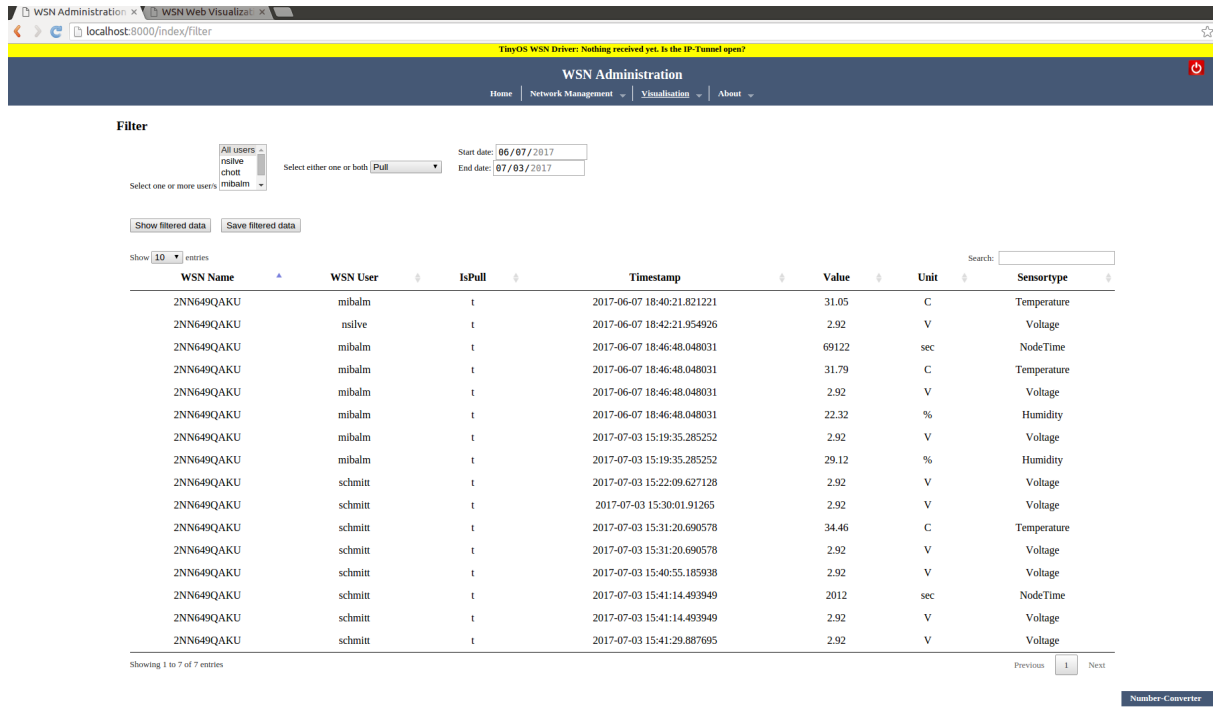 WSN Administration × WSN Web Visualizati ×
localhost:8000/index/filter
TinyOS WSN Driver: Nothing received yet. Is the IP-Tunnel open?
WSN Administration
Home Network Management Visualisation About
Filter
All users
nsilve
chott
mibalm
Select one or more user/s
Select either one or both Pull
Start date: 06/07/2017
End date: 07/03/2017
Show filtered data Save filtered data
Show 10 entries Search:
WSN Name WSN User IsPull Timestamp Value Unit Sensortype
2NN649QAKU mibalm t 2017-06-07 18:40:21.821221 31.05 C Temperature
2NN649QAKU nsilve t 2017-06-07 18:42:21.954926 2.92 V Voltage
2NN649QAKU mibalm t 2017-06-07 18:46:48.048031 69122 sec NodeTime
2NN649QAKU mibalm t 2017-06-07 18:46:48.048031 31.79 C Temperature
2NN649QAKU mibalm t 2017-06-07 18:46:48.048031 2.92 V Voltage
2NN649QAKU mibalm t 2017-06-07 18:46:48.048031 22.32 % Humidity
2NN649QAKU mibalm t 2017-07-03 15:19:35.285252 2.92 V Voltage
2NN649QAKU mibalm t 2017-07-03 15:19:35.285252 29.12 % Humidity
2NN649QAKU schmitt t 2017-07-03 15:22:09.627128 2.92 V Voltage
2NN649QAKU schmitt t 2017-07-03 15:30:01.91265 2.92 V Voltage
2NN649QAKU schmitt t 2017-07-03 15:31:20.690578 34.46 C Temperature
2NN649QAKU schmitt t 2017-07-03 15:31:20.690578 2.92 V Voltage
2NN649QAKU schmitt t 2017-07-03 15:40:55.185938 2.92 V Voltage
2NN649QAKU schmitt t 2017-07-03 15:41:14.493949 2012 sec NodeTime
2NN649QAKU schmitt t 2017-07-03 15:41:14.493949 2.92 V Voltage
2NN649QAKU schmitt t 2017-07-03 15:41:29.887695 2.92 V Voltage
Showing 1 to 7 of 7 entries Previous 1 Next
Number-Converter